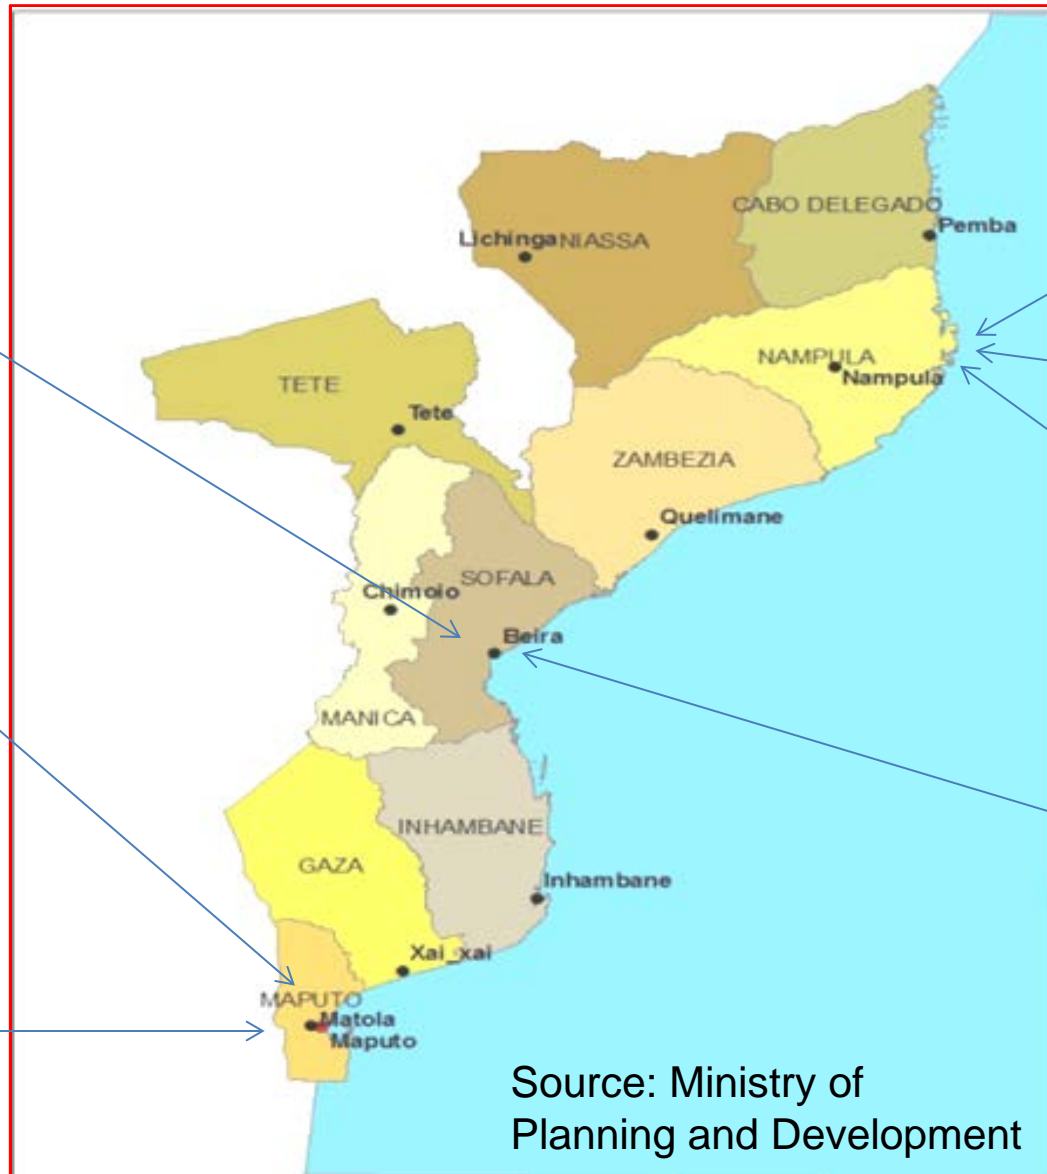 CABO DELEGADO
Pemba
Lichinga NIASSA
NAMPULA
Nampula
TETE
Tete
ZAMBEZIA
Quelimane
SOFALA
Chimoio
Beira
MANICA
INHAMBANE
GAZA
Inhambane
Xai_xai
MAPUTO
Matola
Maputo
Source: Ministry of
Planning and Development